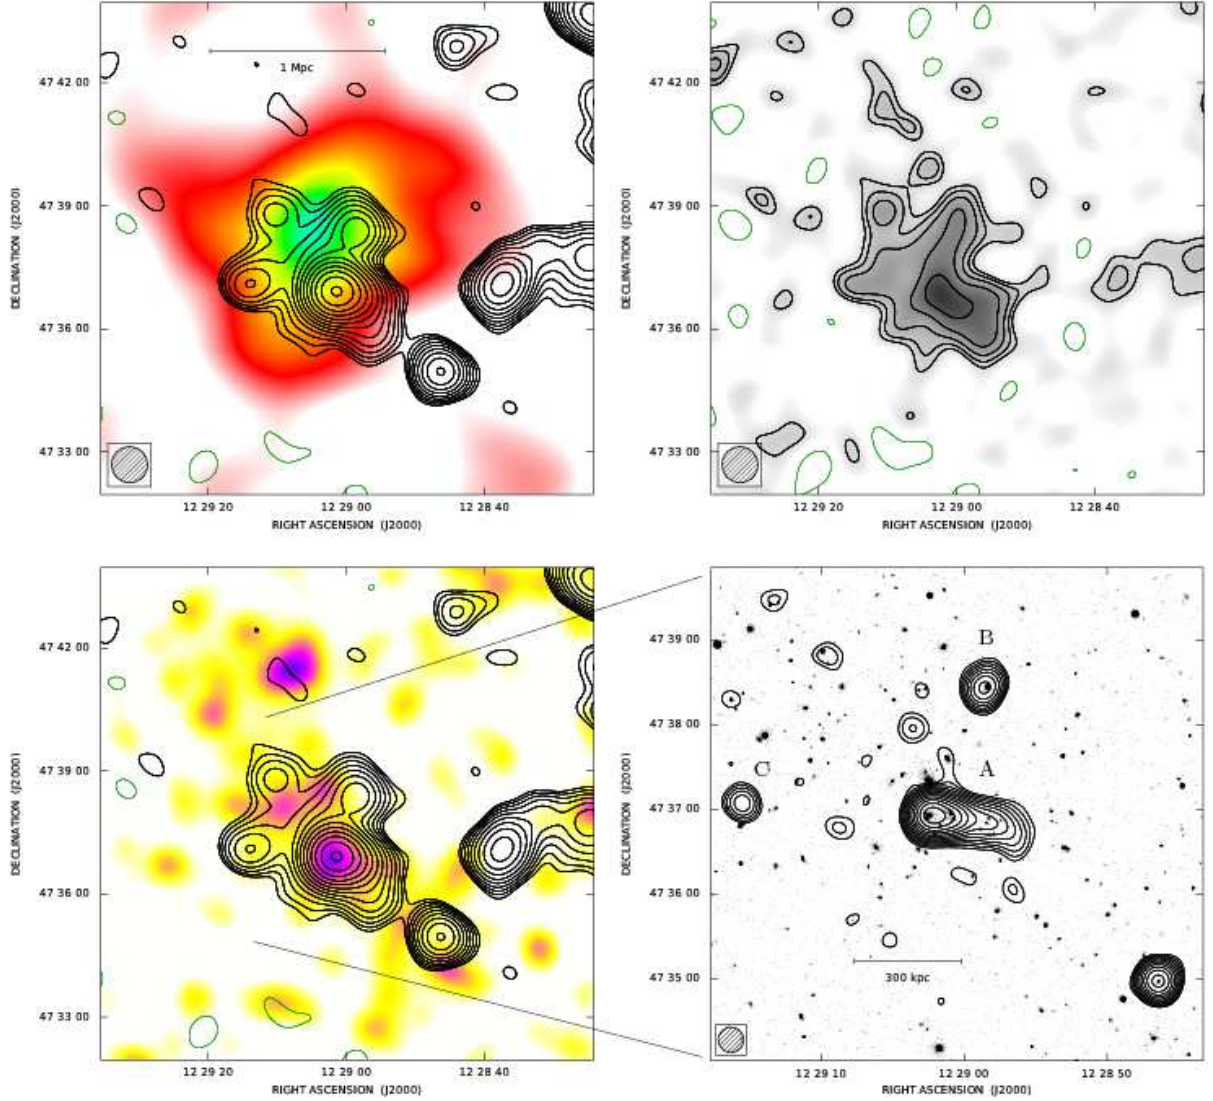 47 42 00
47 39 00
47 36 00
47 33 00
DECLINATION (J2000)
1 Mpc
12 29 20
12 29 00
12 28 40
RIGHT ASCENSION (J2000)
47 42 00
47 39 00
47 36 00
47 33 00
DECLINATION (J2000)
12 29 20
12 29 00
12 28 40
RIGHT ASCENSION (J2000)
47 42 00
47 39 00
47 36 00
47 33 00
DECLINATION (J2000)
12 29 20
12 29 00
12 28 40
RIGHT ASCENSION (J2000)
47 39 00
47 38 00
47 37 00
47 36 00
47 35 00
DECLINATION (J2000)
B
C
A
300 kpc
12 29 10
12 29 00
12 28 50
RIGHT ASCENSION (J2000)